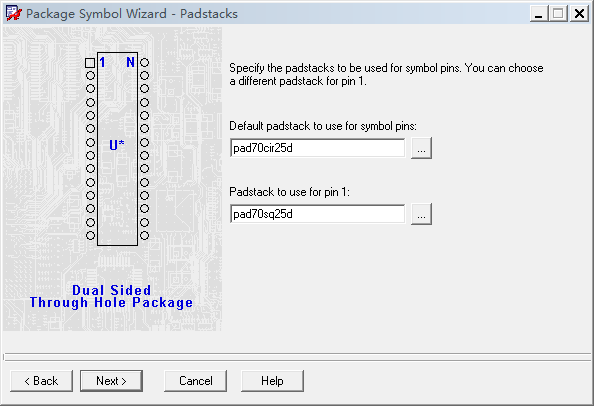 Package Symbol Wizard - Padstacks
1 N
U*
Dual Sided
Through Hole Package
Specify the padstacks to be used for symbol pins. You can choose
a different padstack for pin 1.
Default padstack to use for symbol pins:
pad70cir25d
...
Padstack to use for pin 1:
pad70sq25d
...
< Back
Next >
Cancel
Help